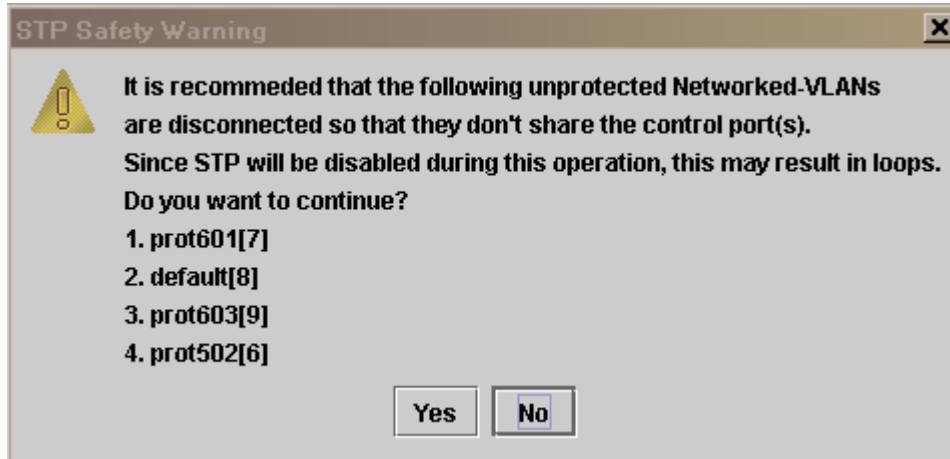 STP Safety Warning
It is recommeded that the following unprotected Networked-VLANs
are disconnected so that they don't share the control port(s).
Since STP will be disabled during this operation, this may result in loops.
Do you want to continue?
1. prot601[7]
2. default[8]
3. prot603[9]
4. prot502[6]
Yes No